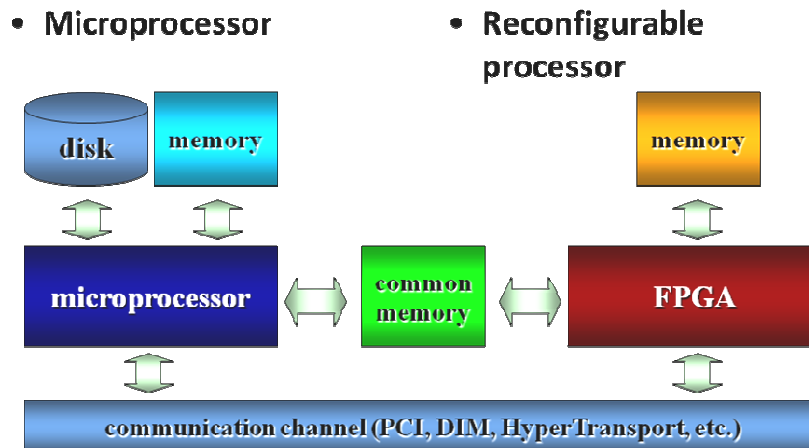 • Microprocessor
• Reconfigurable
processor
disk
memory
memory
microprocessor
common
memory
FPGA
communication channel (PCI, DIM, HyperTransport, etc.)